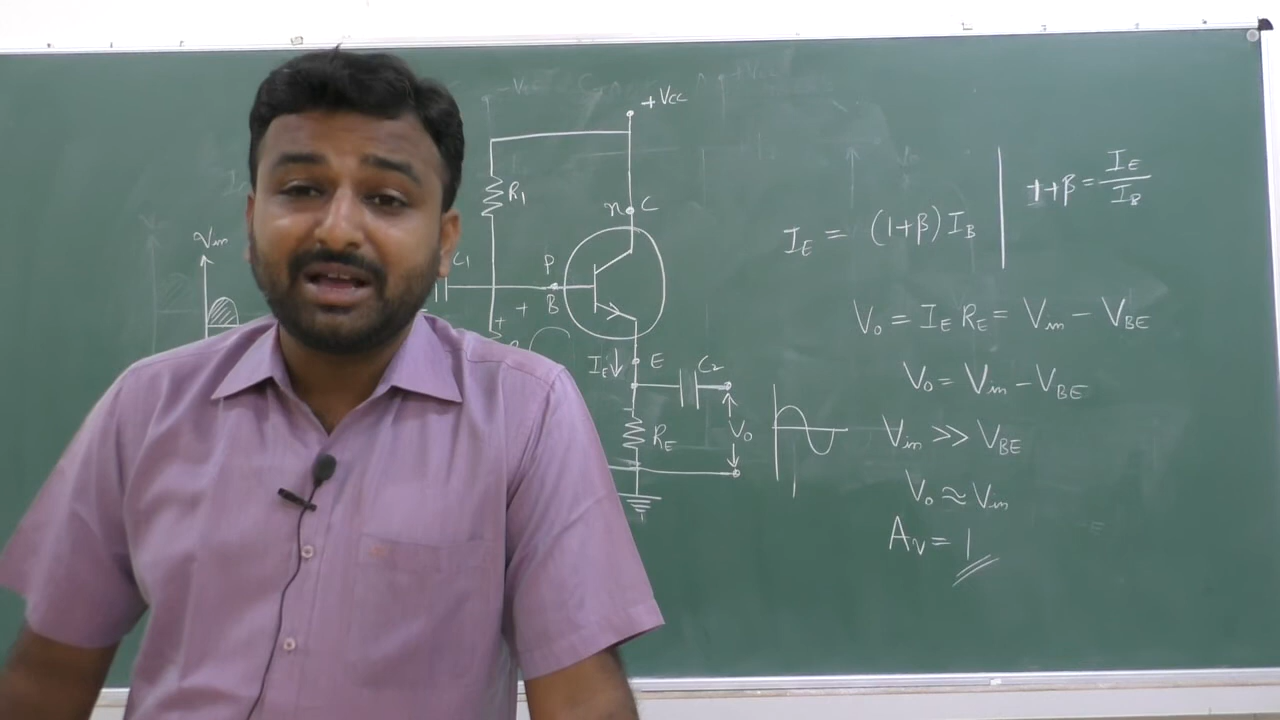 +Vcc
R1
n C
Vin
C1
P
B
+
+
IE↓ E
C2
RE
Vo
IE = (1+β) IB
1+β = IE/IB
Vo = IE RE = Vin − VBE
Vo = Vin − VBE
Vin >> VBE
Vo ≈ Vin
Av = 1